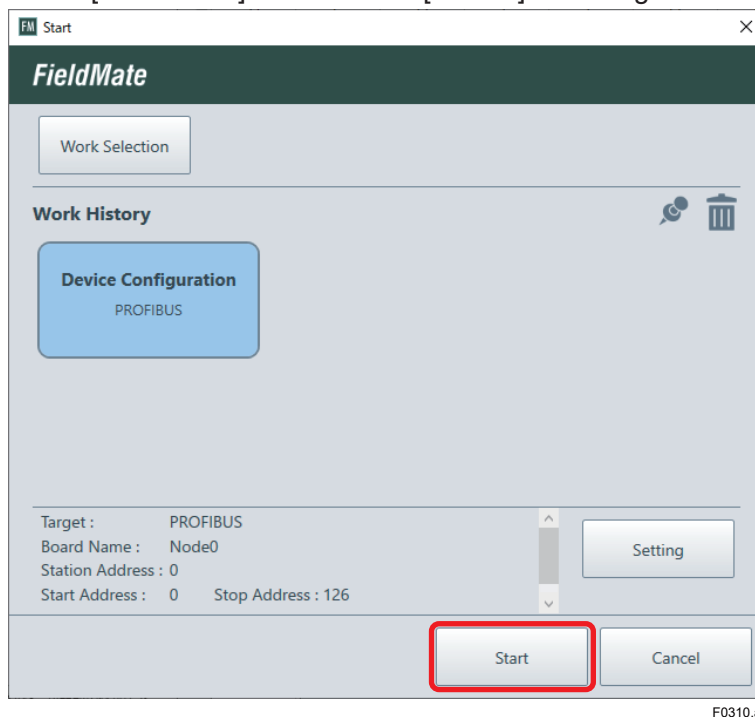 FM Start
FieldMate
Work Selection
Work History
Device Configuration
PROFIBUS
Target : PROFIBUS
Board Name : Node0
Station Address : 0
Start Address : 0 Stop Address : 126
Setting
Start Cancel
F0310.